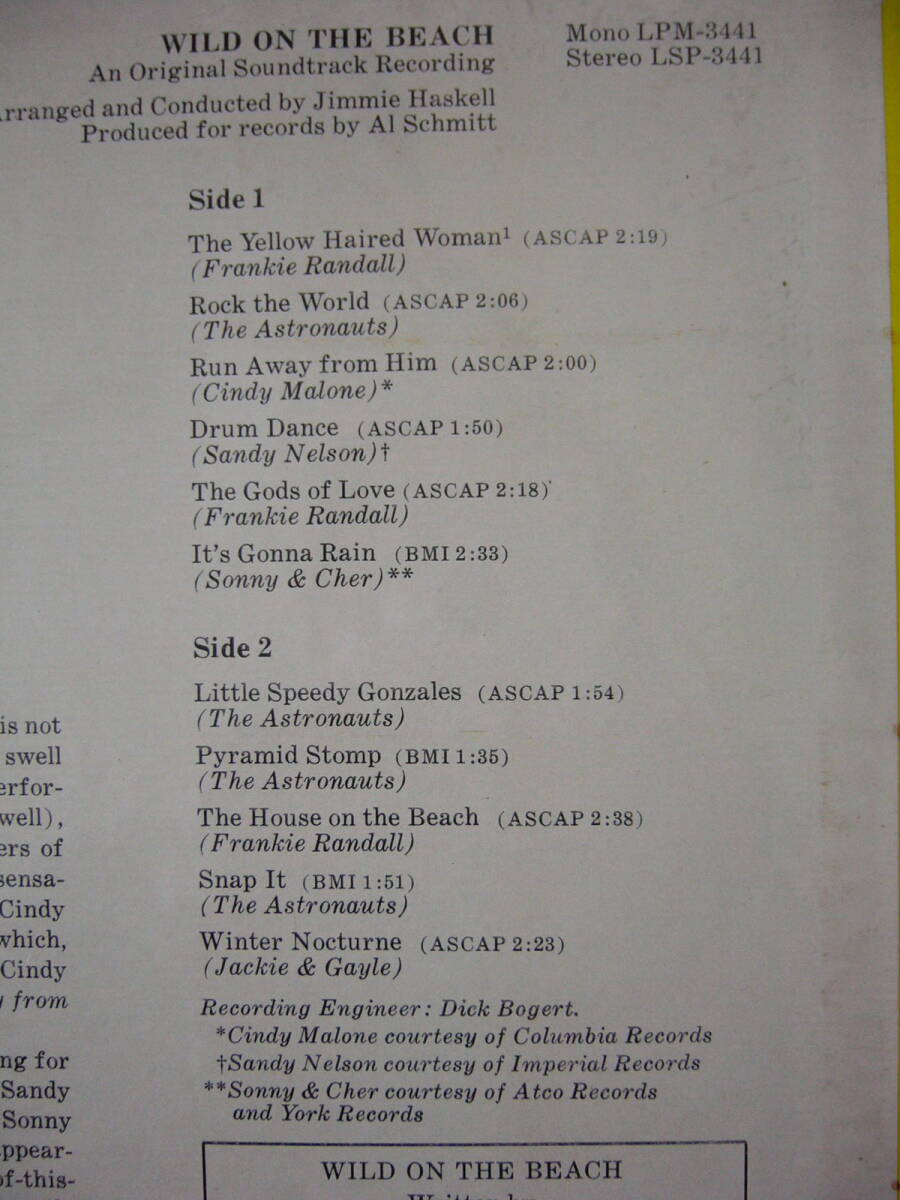 WILD ON THE BEACH
An Original Soundtrack Recording
Arranged and Conducted by Jimmie Haskell
Produced for records by Al Schmitt
Mono LPM-3441
Stereo LSP-3441
Side 1
The Yellow Haired Woman¹ (ASCAP 2:19)
(Frankie Randall)
Rock the World (ASCAP 2:06)
(The Astronauts)
Run Away from Him (ASCAP 2:00)
(Cindy Malone)*
Drum Dance (ASCAP 1:50)
(Sandy Nelson)†
The Gods of Love (ASCAP 2:18)
(Frankie Randall)
It's Gonna Rain (BMI 2:33)
(Sonny & Cher)**
Side 2
Little Speedy Gonzales (ASCAP 1:54)
(The Astronauts)
Pyramid Stomp (BMI 1:35)
(The Astronauts)
The House on the Beach (ASCAP 2:38)
(Frankie Randall)
Snap It (BMI 1:51)
(The Astronauts)
Winter Nocturne (ASCAP 2:23)
(Jackie & Gayle)
Recording Engineer: Dick Bogert.
*Cindy Malone courtesy of Columbia Records
†Sandy Nelson courtesy of Imperial Records
**Sonny & Cher courtesy of Atco Records
and York Records
WILD ON THE BEACH
is not
swell
erfor-
well),
ers of
sensa-
Cindy
which,
Cindy
y from
ng for
Sandy
Sonny
appear-
of-this-